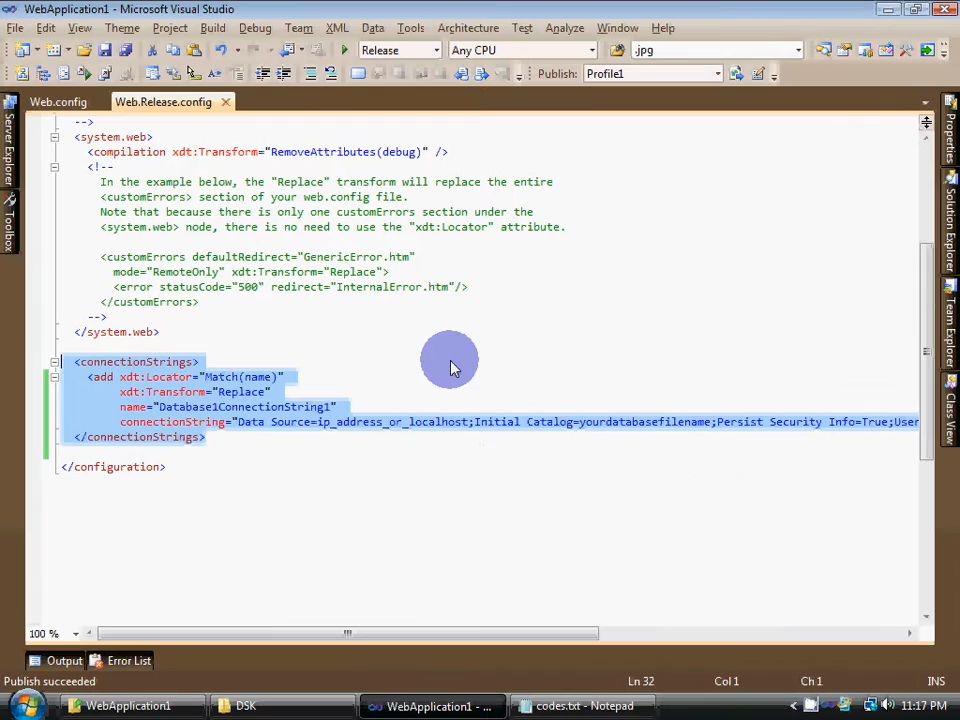 WebApplication1 - Microsoft Visual Studio
File Edit View Theme Project Build Debug Team XML Data Tools Architecture Test Analyze Window Help
Release Any CPU .jpg
Publish: Profile1
Web.config Web.Release.config
-->
<system.web>
<compilation xdt:Transform="RemoveAttributes(debug)" />
<!--
In the example below, the "Replace" transform will replace the entire
<customErrors> section of your web.config file.
Note that because there is only one customErrors section under the
<system.web> node, there is no need to use the "xdt:Locator" attribute.
<customErrors defaultRedirect="GenericError.htm"
mode="RemoteOnly" xdt:Transform="Replace">
<error statusCode="500" redirect="InternalError.htm"/>
</customErrors>
-->
</system.web>
<connectionStrings>
<add xdt:Locator="Match(name)"
xdt:Transform="Replace"
name="Database1ConnectionString1"
connectionString="Data Source=ip_address_or_localhost;Initial Catalog=yourdatabasefilename;Persist Security Info=True;User
</connectionStrings>
</configuration>
Server Explorer
Toolbox
Properties
Solution Explorer
Team Explorer
Class View
100 %
Output Error List
Publish succeeded Ln 32 Col 1 Ch 1 INS
WebApplication1 DSK WebApplication1 - ... codes.txt - Notepad 11:17 PM